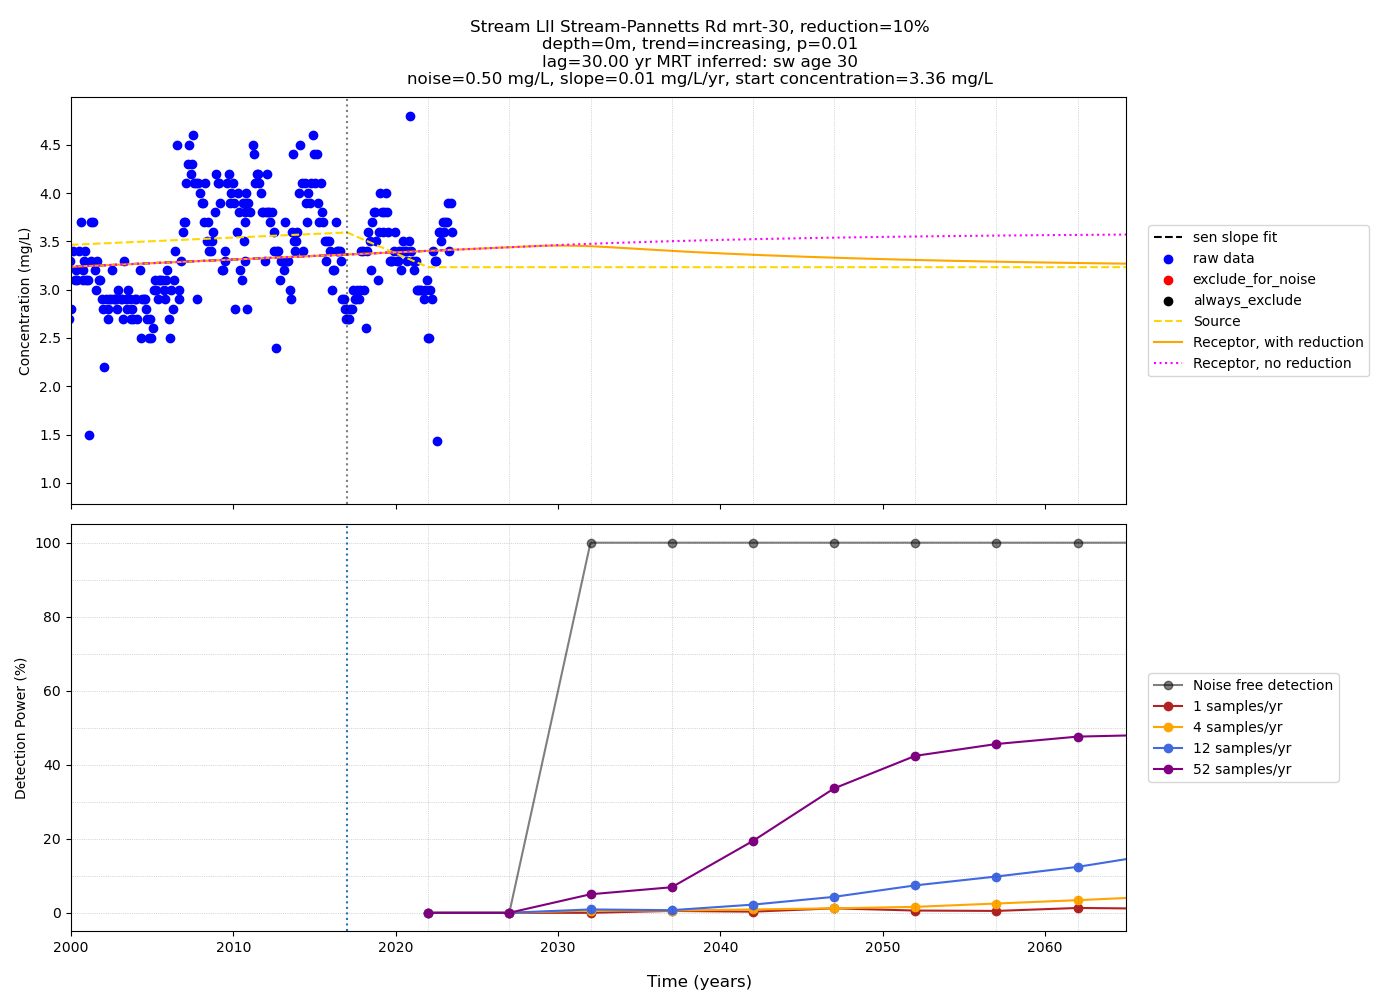 Stream LII Stream-Pannetts Rd mrt-30, reduction=10%
depth=0m, trend=increasing, p=0.01
lag=30.00 yr MRT inferred: sw age 30
noise=0.50 mg/L, slope=0.01 mg/L/yr, start concentration=3.36 mg/L
Concentration (mg/L)
4.5
4.0
3.5
3.0
2.5
2.0
1.5
1.0
sen slope fit
raw data
exclude_for_noise
always_exclude
Source
Receptor, with reduction
Receptor, no reduction
Detection Power (%)
100
80
60
40
20
0
Noise free detection
1 samples/yr
4 samples/yr
12 samples/yr
52 samples/yr
2000 2010 2020 2030 2040 2050 2060
Time (years)